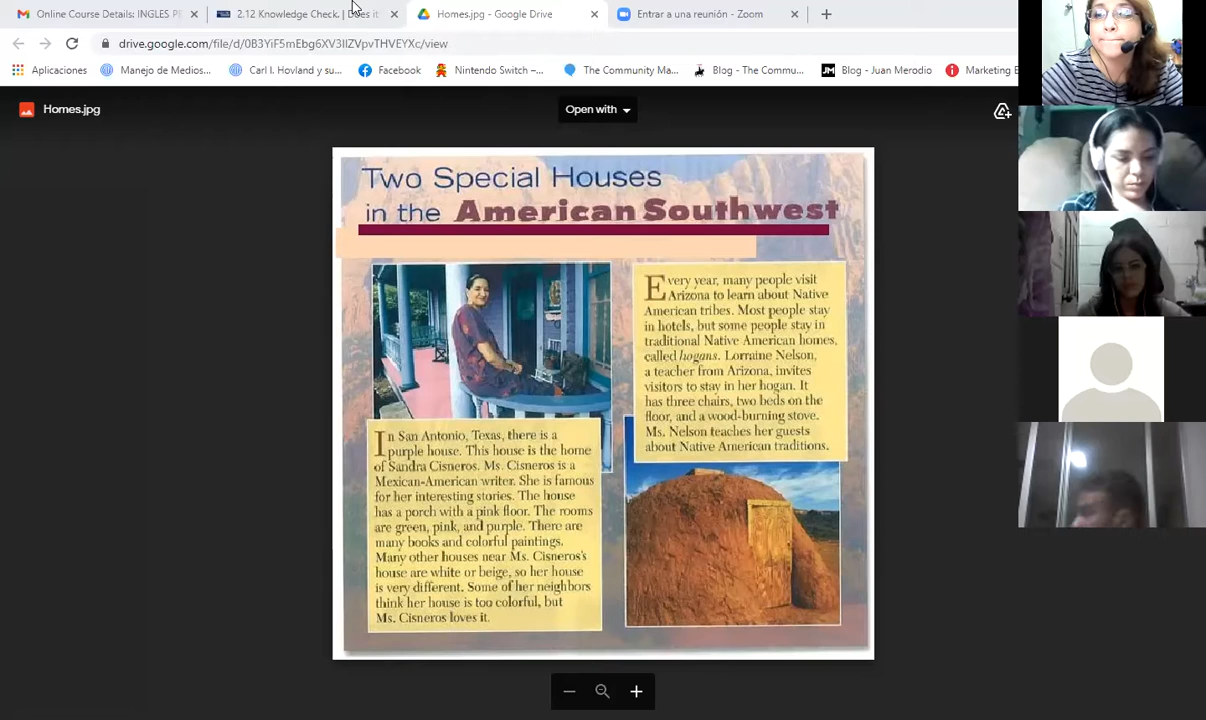 Online Course Details: INGLES P
2.12 Knowledge Check. | Does it
Homes.jpg - Google Drive
Entrar a una reunión - Zoom
drive.google.com/file/d/0B3YiF5mEbg6XV3lIZVpvTHVEYXc/view
Aplicaciones
Manejo de Medios...
Carl I. Hovland y su...
Facebook
Nintendo Switch –...
The Community Ma...
Blog - The Commu...
JM
Blog - Juan Merodio
Marketing E
Homes.jpg
Open with
Two Special Houses
in the American Southwest
In San Antonio, Texas, there is a
purple house. This house is the home
of Sandra Cisneros. Ms. Cisneros is a
Mexican-American writer. She is famous
for her interesting stories. The house
has a porch with a pink floor. The rooms
are green, pink, and purple. There are
many books and colorful paintings.
Many other houses near Ms. Cisneros's
house are white or beige, so her house
is very different. Some of her neighbors
think her house is too colorful, but
Ms. Cisneros loves it.
Every year, many people visit
Arizona to learn about Native
American tribes. Most people stay
in hotels, but some people stay in
traditional Native American homes,
called hogans. Lorraine Nelson,
a teacher from Arizona, invites
visitors to stay in her hogan. It
has three chairs, two beds on the
floor, and a wood-burning stove.
Ms. Nelson teaches her guests
about Native American traditions.